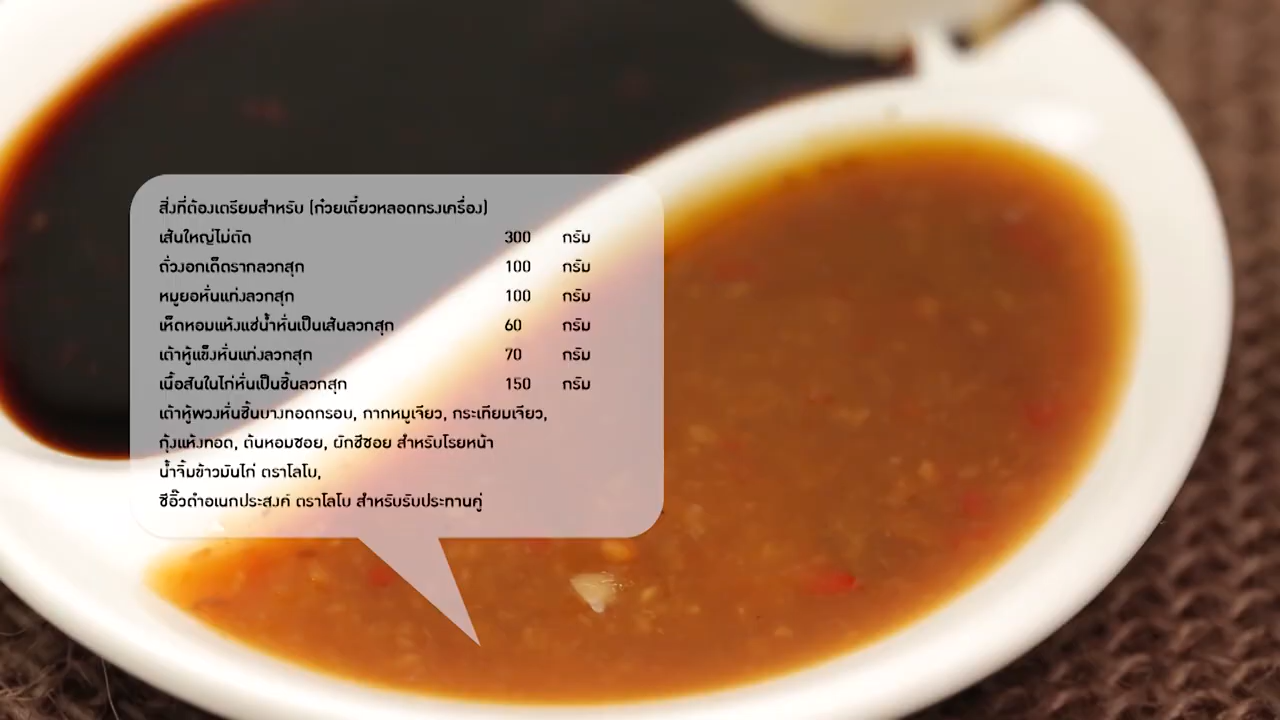 สิ่งที่ต้องเตรียมสำหรับ (ก๋วยเตี๋ยวหลอดทรงเครื่อง)
เส้นใหญ่ไม่ตัด 300 กรัม
ถั่วงอกเด็ดรากลวกสุก 100 กรัม
หมูยอหั่นแท่งลวกสุก 100 กรัม
เห็ดหอมแห้งแช่น้ำหั่นเป็นเส้นลวกสุก 60 กรัม
เต้าหู้แข็งหั่นแท่งลวกสุก 70 กรัม
เนื้อสันในไก่หั่นเป็นชิ้นลวกสุก 150 กรัม
เต้าหู้พวงหั่นชิ้นบางทอดกรอบ, กากหมูเจียว, กระเทียมเจียว,
กุ้งแห้งทอด, ต้นหอมซอย, ผักชีซอย สำหรับโรยหน้า
น้ำจิ้มข้าวมันไก่ ตราโลโบ,
ซีอิ๊วดำอเนกประสงค์ ตราโลโบ สำหรับรับประทานคู่